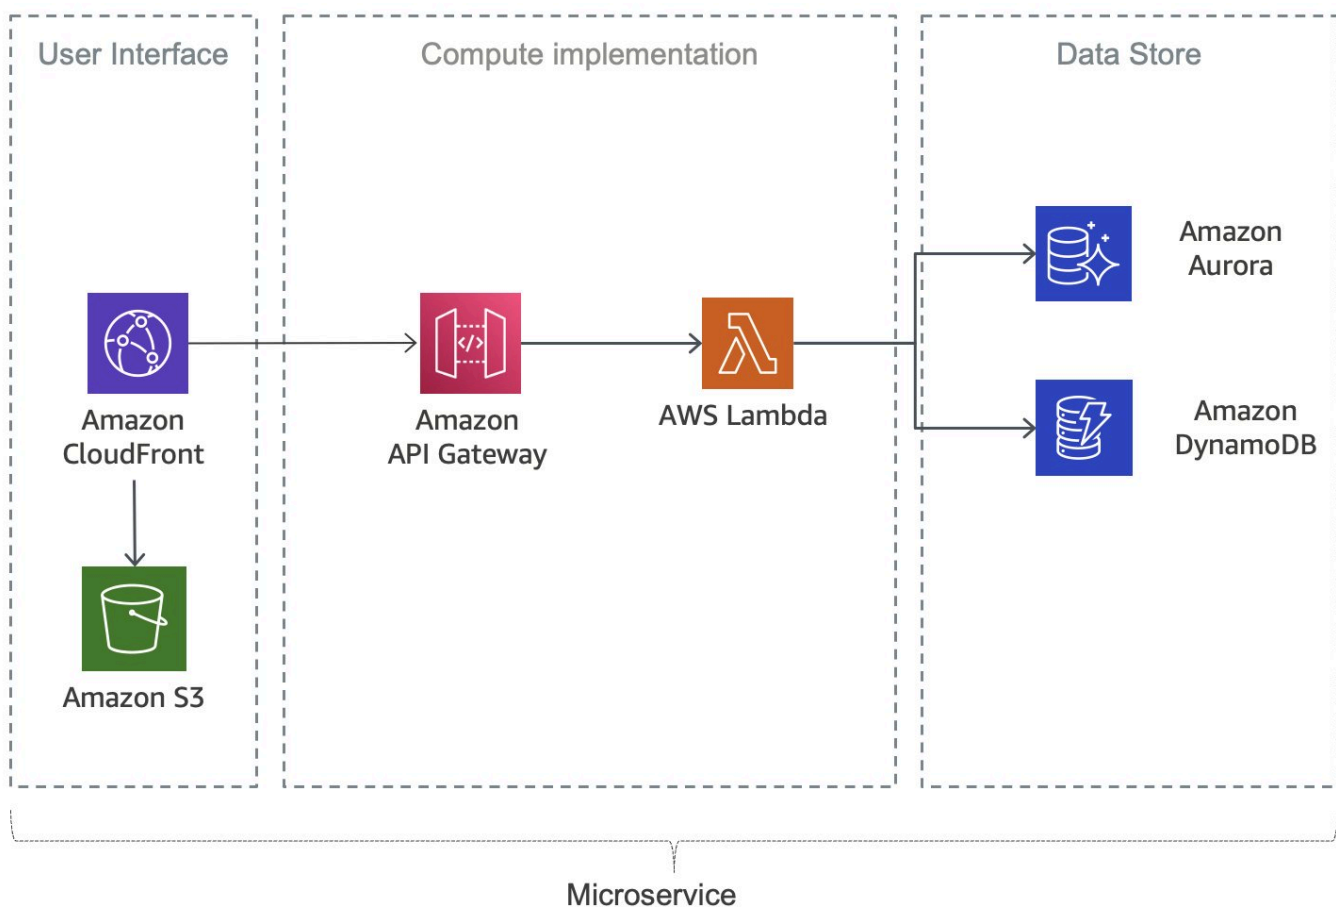 User Interface
Compute implementation
Data Store
Amazon
CloudFront
Amazon S3
</>
Amazon
API Gateway
AWS Lambda
Amazon
Aurora
Amazon
DynamoDB
Microservice